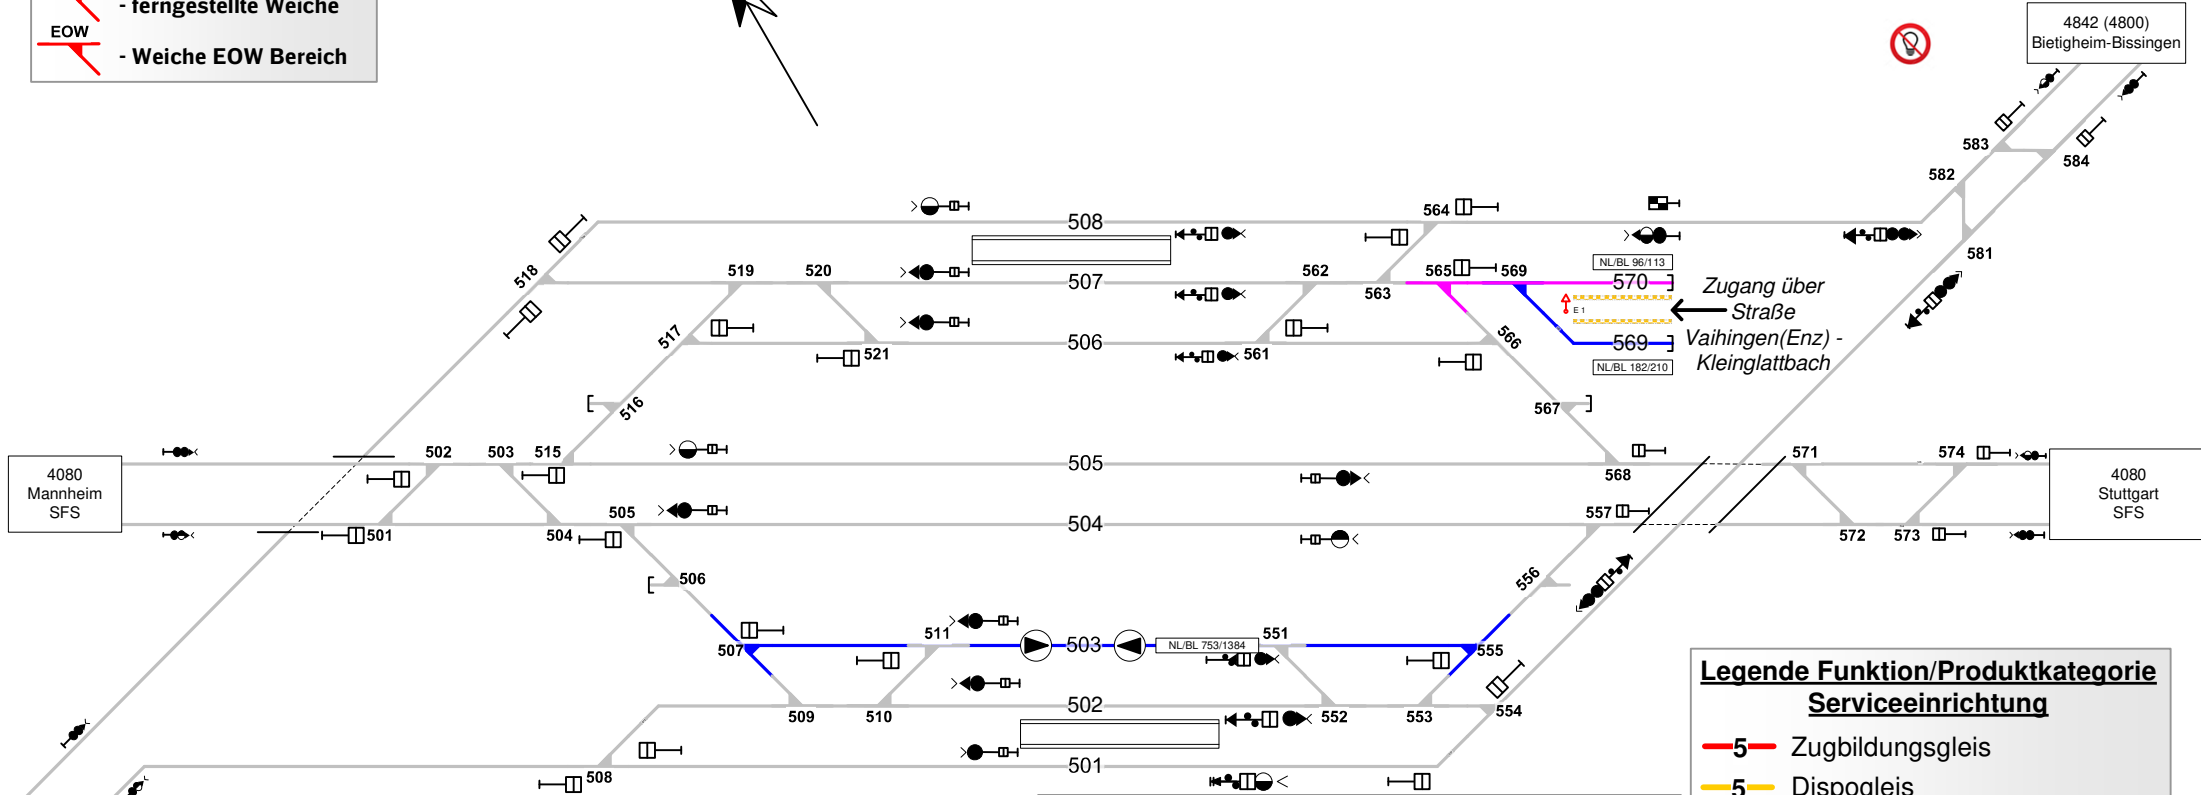 - ferngestellte Weiche
EOW
- Weiche EOW Bereich
4842 (4800)
Bietigheim-Bissingen
583
584
582
581
564
508
518
519
520
507
562
563
565
569
NL/BL 96/113
570
Zugang über
Straße
Vaihingen(Enz) -
Kleinglattbach
E 1
569
NL/BL 182/210
517
521
506
561
566
516
567
4080
Mannheim
SFS
502
503
515
505
568
571
574
4080
Stuttgart
SFS
501
504
505
504
557
572
573
506
556
507
511
503
NL/BL 753/1384
551
555
509
510
502
552
553
554
508
501
Legende Funktion/Produktkategorie
Serviceeinrichtung
5 Zugbildungsgleis
5 Dispogleis